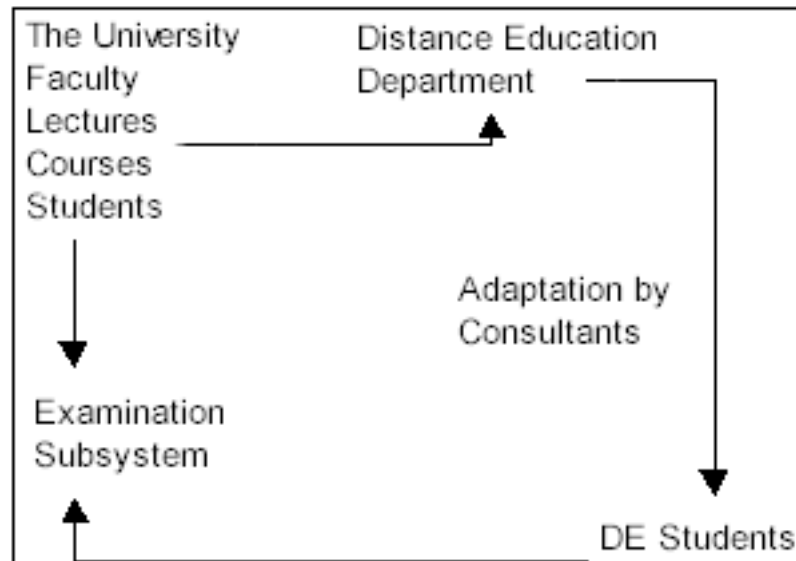 The University
Faculty
Lectures
Courses
Students
Distance Education
Department
Adaptation by
Consultants
Examination
Subsystem
DE Students